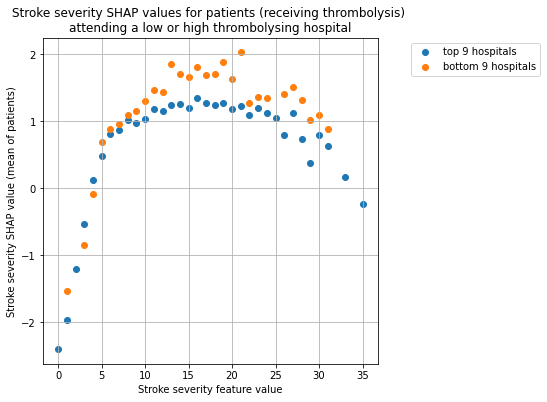 Stroke severity SHAP values for patients (receiving thrombolysis)
attending a low or high thrombolysing hospital
top 9 hospitals
bottom 9 hospitals
Stroke severity SHAP value (mean of patients)
2
1
0
−1
−2
0 5 10 15 20 25 30 35
Stroke severity feature value